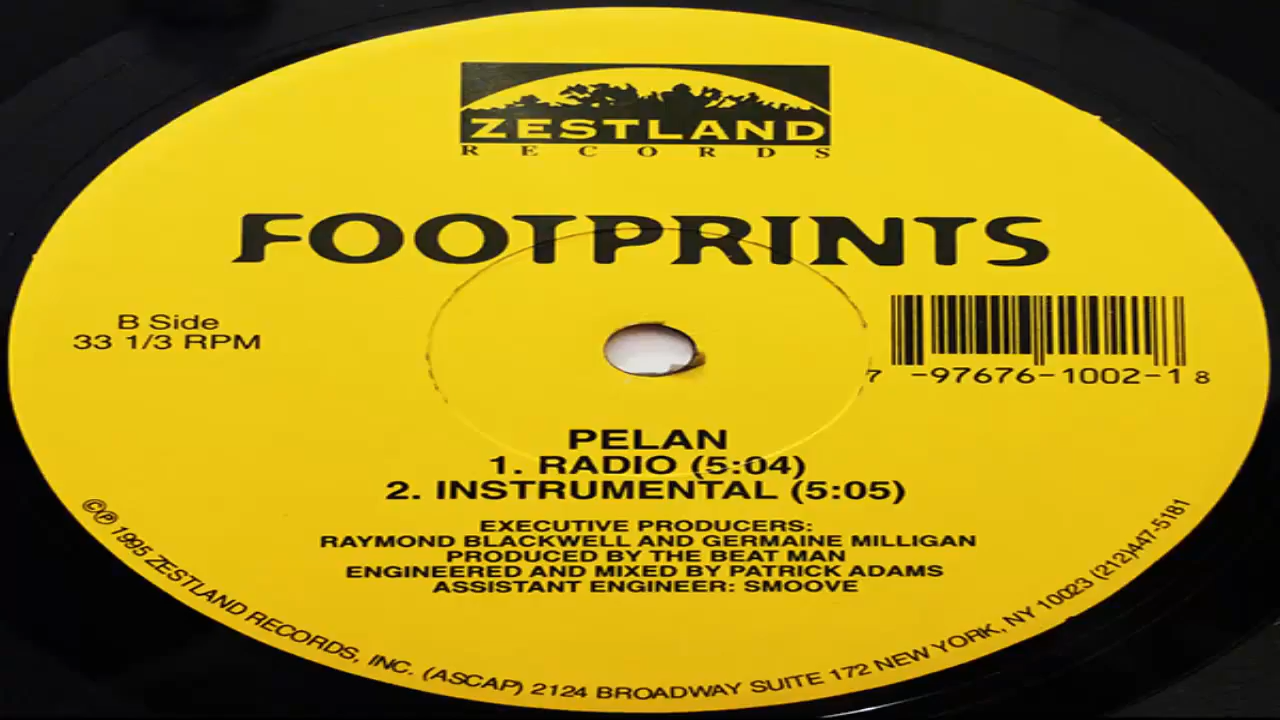 ZESTLAND
RECORDS
FOOTPRINTS
B Side
33 1/3 RPM
7 -97676-1002-1 8
PELAN
1. RADIO (5:04)
2. INSTRUMENTAL (5:05)
EXECUTIVE PRODUCERS:
RAYMOND BLACKWELL AND GERMAINE MILLIGAN
PRODUCED BY THE BEAT MAN
ENGINEERED AND MIXED BY PATRICK ADAMS
ASSISTANT ENGINEER: SMOOVE
©℗ 1995 ZESTLAND RECORDS, INC. (ASCAP) 2124 BROADWAY SUITE 172 NEW YORK, NY 10023 (212)447-5181